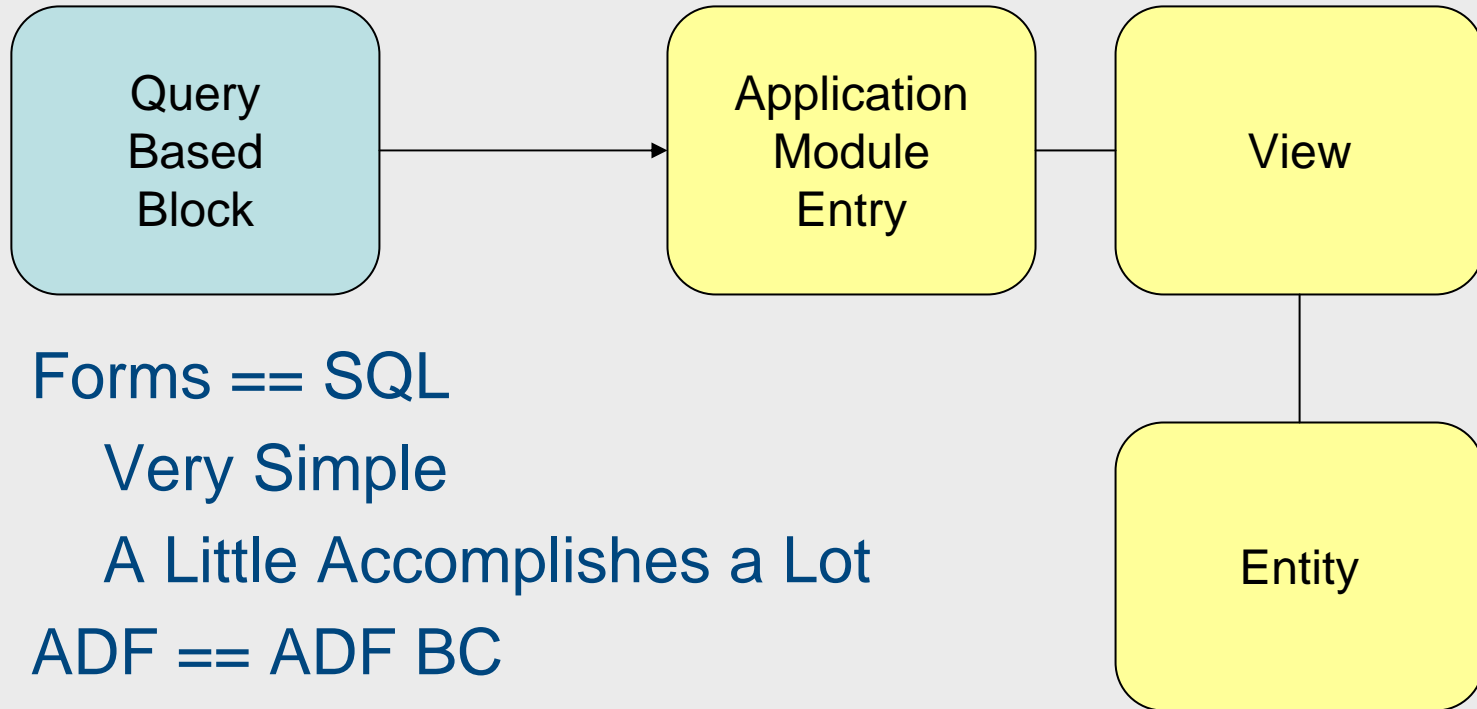 Query
Based
Block
Application
Module
Entry
View
Forms == SQL
Very Simple
A Little Accomplishes a Lot
ADF == ADF BC
Entity